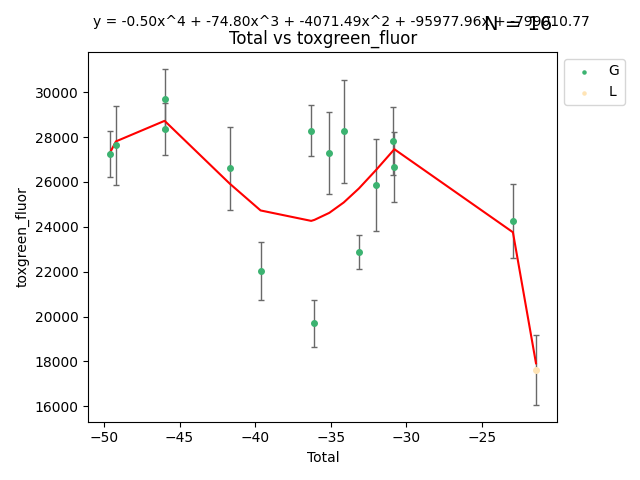 y = -0.50x^4 + -74.80x^3 + -4071.49x^2 + -95977.96x + -799610.77
N = 16
Total vs toxgreen_fluor
G
L
30000
28000
26000
24000
22000
20000
18000
16000
toxgreen_fluor
−50 −45 −40 −35 −30 −25
Total